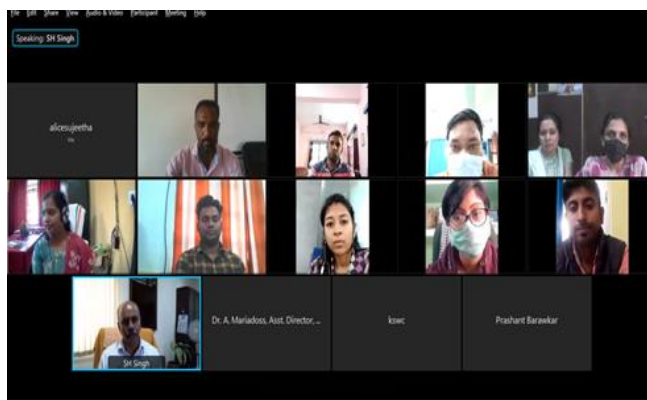 File Edit Share View Audio & Video Participant Meeting Help
Speaking: SH Singh
alicesujeetha
SH Singh
Dr. A. Mariadoss, Asst. Director, ...
kswc
Prashant Barawkar